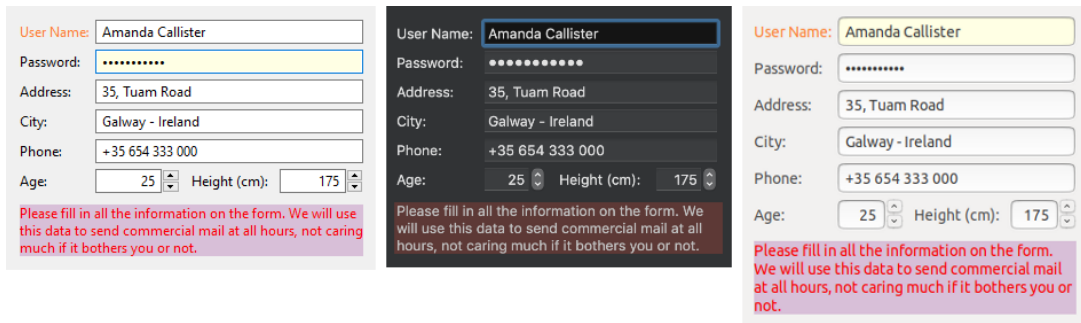 User Name: Amanda Callister
Password: •••••••••••
Address: 35, Tuam Road
City: Galway - Ireland
Phone: +35 654 333 000
Age: 25 Height (cm): 175
Please fill in all the information on the form. We will use
this data to send commercial mail at all hours, not caring
much if it bothers you or not.
User Name: Amanda Callister
Password: •••••••••••
Address: 35, Tuam Road
City: Galway - Ireland
Phone: +35 654 333 000
Age: 25 Height (cm): 175
Please fill in all the information on the form. We
will use this data to send commercial mail at all
hours, not caring much if it bothers you or not.
User Name: Amanda Callister
Password: •••••••••••
Address: 35, Tuam Road
City: Galway - Ireland
Phone: +35 654 333 000
Age: 25 Height (cm): 175
Please fill in all the information on the form.
We will use this data to send commercial mail
at all hours, not caring much if it bothers you or
not.